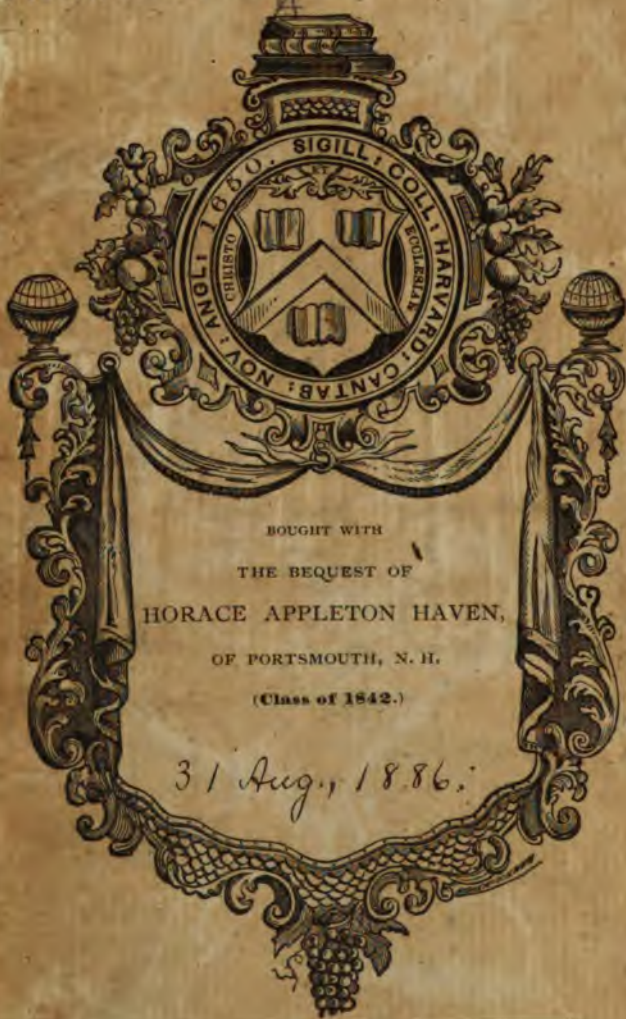 SIGILL: COLL: HARVARD: CANTAB: NOV: ANGL: 1650.
ET
CHRISTO
ECCLESIAE
BOUGHT WITH
THE BEQUEST OF
HORACE APPLETON HAVEN,
OF PORTSMOUTH, N. H.
(Class of 1842.)
31 Aug., 1886.